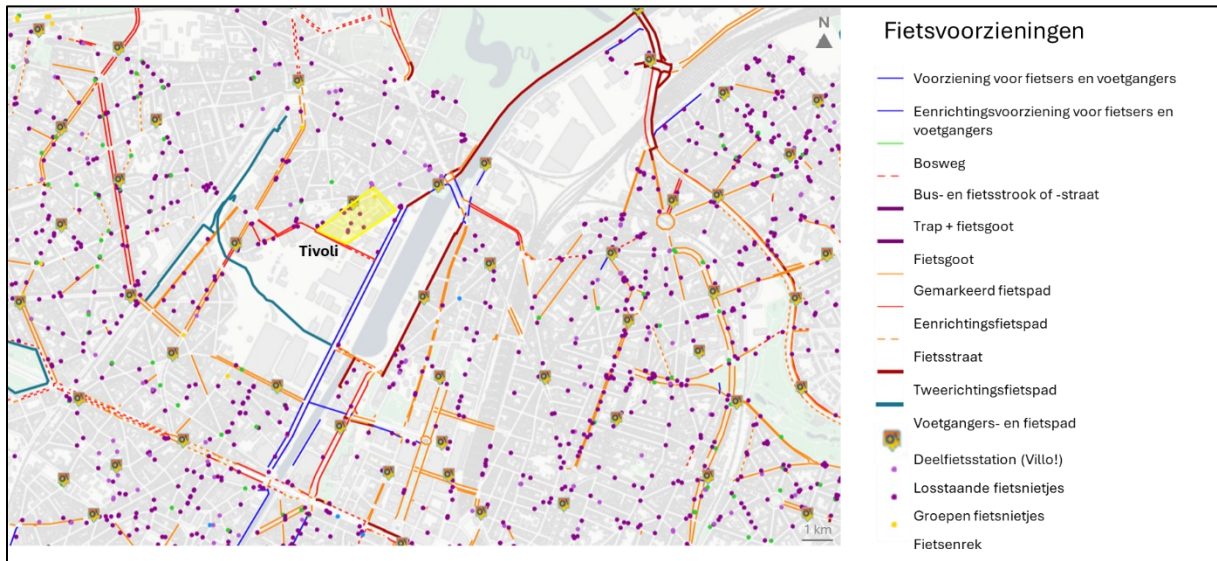 Fietsvoorzieningen
N
Voorziening voor fietsers en voetgangers
Eenrichtingsvoorziening voor fietsers en
voetgangers
Bosweg
Bus- en fietsstrook of -straat
Trap + fietsgoot
Tivoli
Fietsgoot
Gemarkeerd fietspad
Eenrichtingsfietspad
Fietsstraat
Tweerichtingsfietspad
Voetgangers- en fietspad
Deelfietsstation (Villo!)
Losstaande fietsnietjes
Groepen fietsnietjes
1 km
Fietsenrek